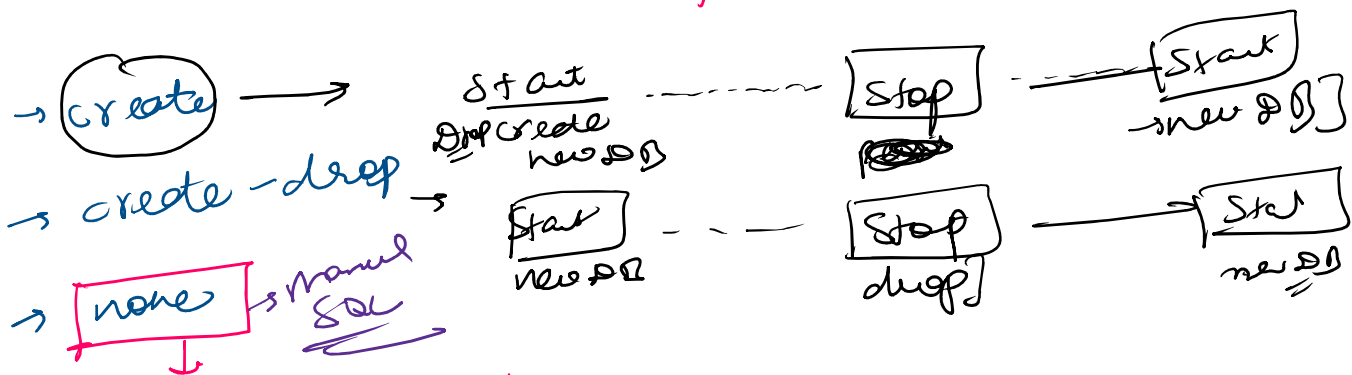 → create → Start ------ Stop ------ Start
Drop create → new DB]
new DB
→ create-drop → Start - - - Stop → Start
new DB drop] new DB
→ none → Manual
SQL